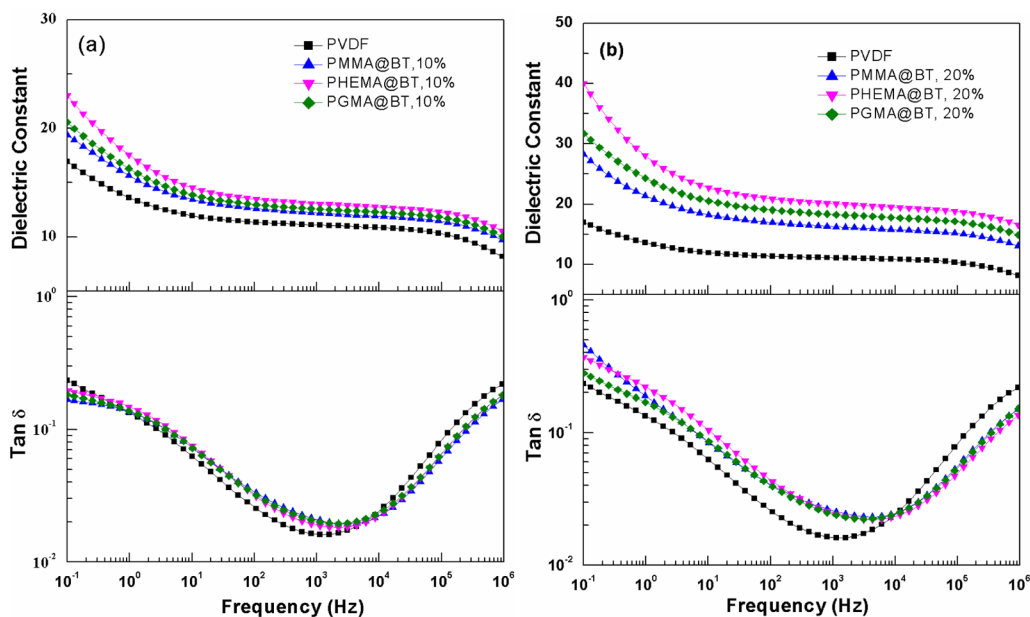 (a)
PVDF
PMMA@BT,10%
PHEMA@BT,10%
PGMA@BT,10%
Dielectric Constant
30
20
10
Tan δ
10⁰
10⁻¹
10⁻²
10⁻¹ 10⁰ 10¹ 10² 10³ 10⁴ 10⁵ 10⁶
Frequency (Hz)
(b)
PVDF
PMMA@BT, 20%
PHEMA@BT, 20%
PGMA@BT, 20%
Dielectric Constant
50
40
30
20
10
Tan δ
10⁰
10⁻¹
10⁻²
10⁻¹ 10⁰ 10¹ 10² 10³ 10⁴ 10⁵ 10⁶
Frequency (Hz)